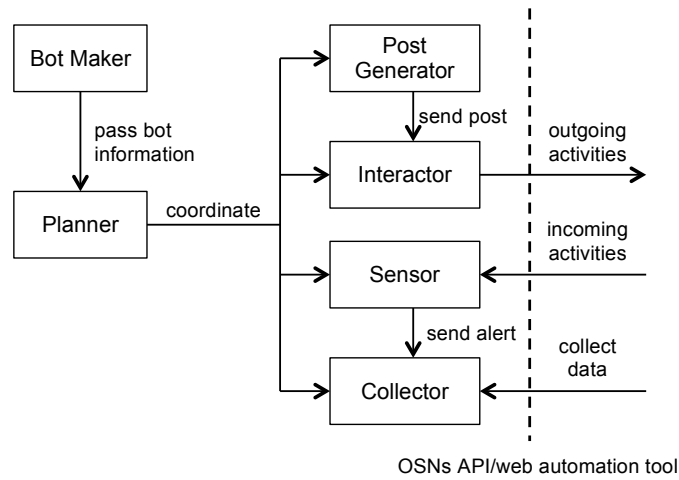 Bot Maker
pass bot
information
Planner
coordinate
Post
Generator
send post
Interactor
outgoing
activities
Sensor
incoming
activities
send alert
Collector
collect
data
OSNs API/web automation tool